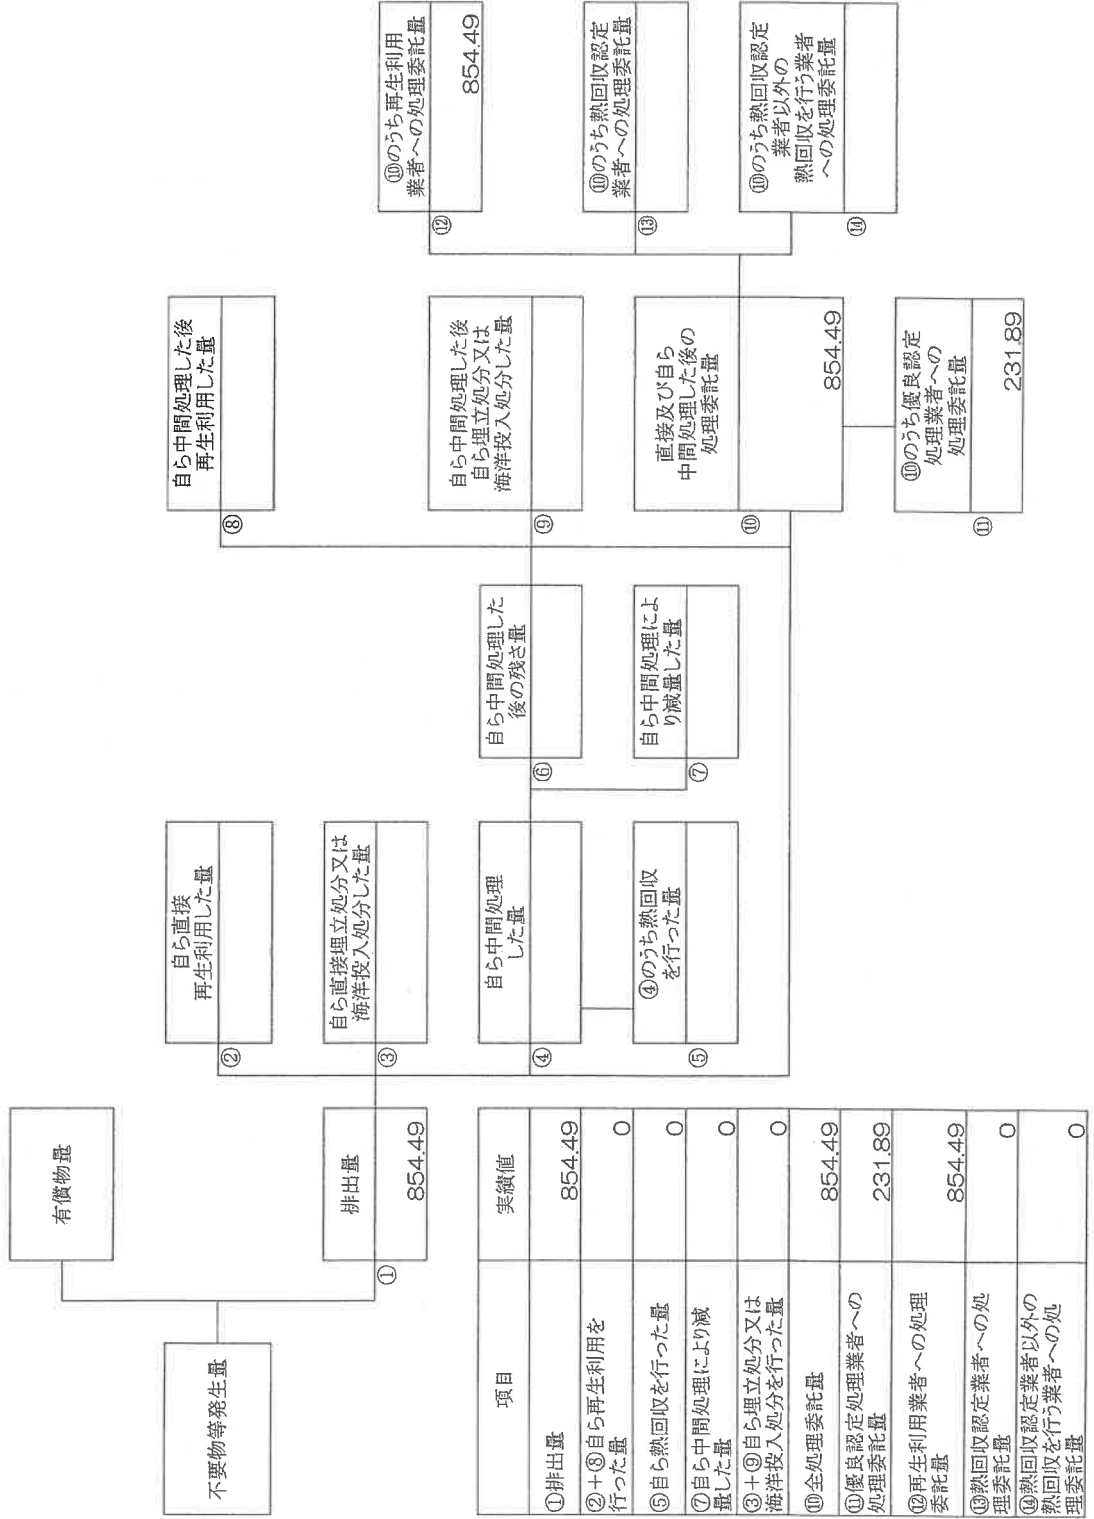 有償物量
不要物等発生量
排出量
①
854.49
自ら直接
再生利用した量
②
自ら直接埋立処分又は
海洋投入処分した量
③
自ら中間処理
した量
④
④のうち熱回収
を行った量
⑤
自ら中間処理した
後の残さ量
⑥
自ら中間処理によ
り減量した量
⑦
自ら中間処理した後
再生利用した量
⑧
自ら中間処理した後
自ら埋立処分又は
海洋投入処分した量
⑨
直接及び自ら
中間処理した後の
処理委託量
⑩
854.49
⑩のうち優良認定
処理業者への
処理委託量
⑪
231.89
⑩のうち再生利用
業者への処理委託量
⑫
854.49
⑩のうち熱回収認定
業者への処理委託量
⑬
⑩のうち熱回収認定
業者以外の
熱回収を行う業者
への処理委託量
⑭
項目 実績値
①排出量 854.49
②+⑧自ら再生利用を
行った量 0
⑤自ら熱回収を行った量 0
⑦自ら中間処理により減
量した量 0
③+⑨自ら埋立処分又は
海洋投入処分を行った量 0
⑩全処理委託量 854.49
⑪優良認定処理業者への
処理委託量 231.89
⑫再生利用業者への処理
委託量 854.49
⑬熱回収認定業者への処
理委託量 0
⑭熱回収認定業者以外の
熱回収を行う業者への処
理委託量 0